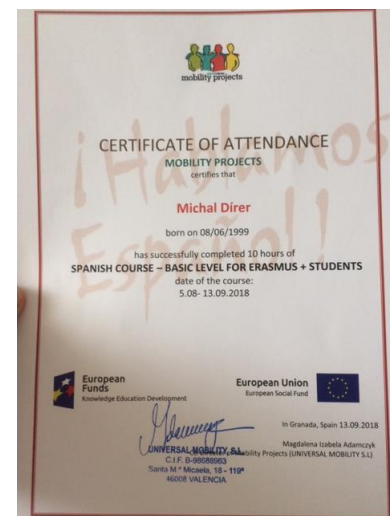 mobility projects
¡Hablamos
Español!
CERTIFICATE OF ATTENDANCE
MOBILITY PROJECTS
certifies that
Michal Dírer
born on 08/06/1999
has successfully completed 10 hours of
SPANISH COURSE – BASIC LEVEL FOR ERASMUS + STUDENTS
date of the course:
5.08- 13.09.2018
European
Funds
Knowledge Education Development
European Union
European Social Fund
In Granada, Spain 13.09.2018
Magdalena Izabela Adamczyk
Mobility Projects (UNIVERSAL MOBILITY S.L)
UNIVERSAL MOBILITY, S.L.
C.I.F. B-98688963
Santa M.ª Micaela, 18 - 119ª
46008 VALENCIA